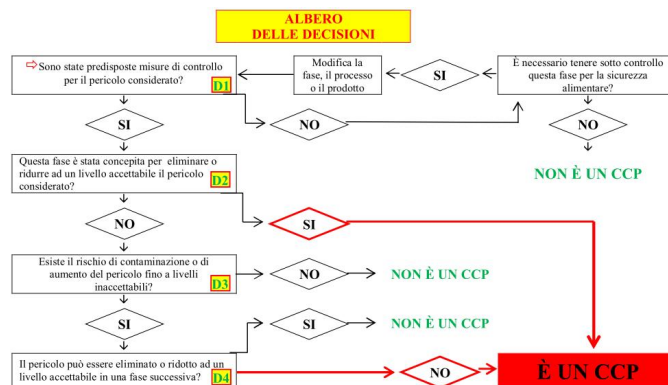 ALBERO
DELLE DECISIONI
⇨Sono state predisposte misure di controllo
per il pericolo considerato?
D1
Modifica la
fase, il processo
o il prodotto
SI
È necessario tenere sotto controllo
questa fase per la sicurezza
alimentare?
SI
NO
NO
NON È UN CCP
Questa fase è stata concepita per eliminare o
ridurre ad un livello accettabile il pericolo
considerato?
D2
NO
SI
Esiste il rischio di contaminazione o di
aumento del pericolo fino a livelli
inaccettabili?
D3
NO
NON È UN CCP
SI
SI
NON È UN CCP
Il pericolo può essere eliminato o ridotto ad un
livello accettabile in una fase successiva?
D4
NO
È UN CCP